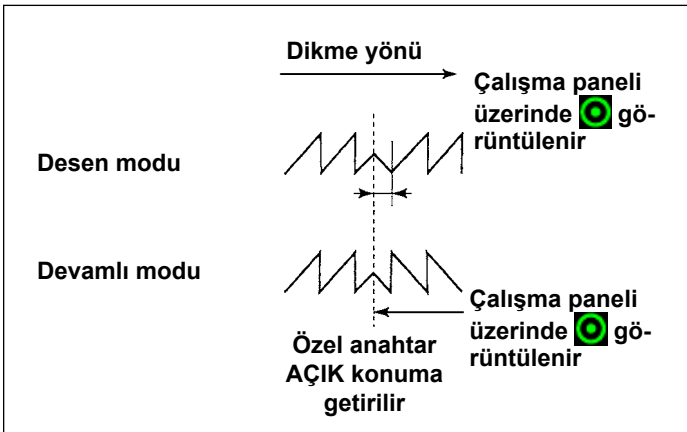 Dikme yönü
Çalışma paneli
üzerinde gö-
rüntülenir
Desen modu
Devamlı modu
Çalışma paneli
üzerinde gö-
rüntülenir
Özel anahtar
AÇIK konuma
getirilir